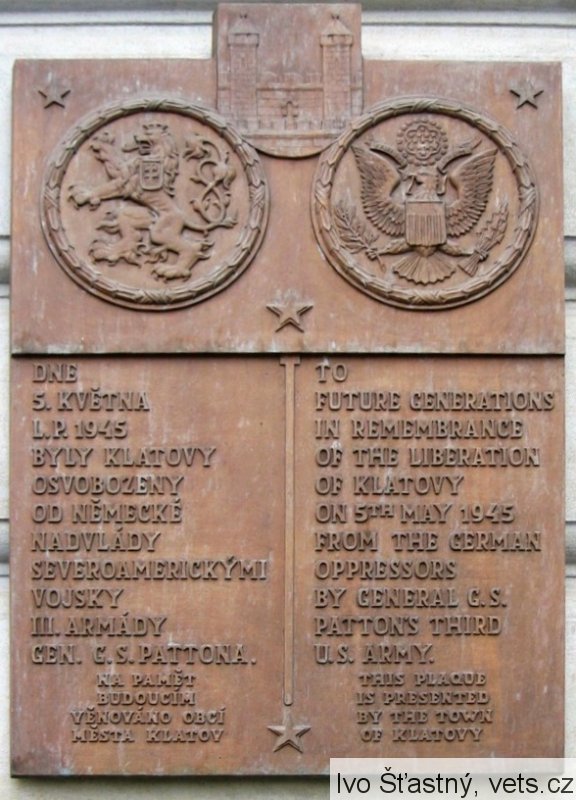 DNE
5. KVĚTNA
L.P. 1945
BYLY KLATOVY
OSVOBOZENY
OD NĚMECKÉ
NADVLÁDY
SEVEROAMERICKÝMI
VOJSKY
III. ARMÁDY
GEN. G.S. PATTONA.
NA PAMĚT
BUDOUCÍM
VĚNOVÁNO OBCÍ
MĚSTA KLATOV
TO
FUTURE GENERATIONS
IN REMEMBRANCE
OF THE LIBERATION
OF KLATOVY
ON 5TH MAY 1945
FROM THE GERMAN
OPPRESSORS
BY GENERAL G.S.
PATTON'S THIRD
U.S. ARMY.
THIS PLAQUE
IS PRESENTED
BY THE TOWN
OF KLATOVY
Ivo Šťastný, vets.cz